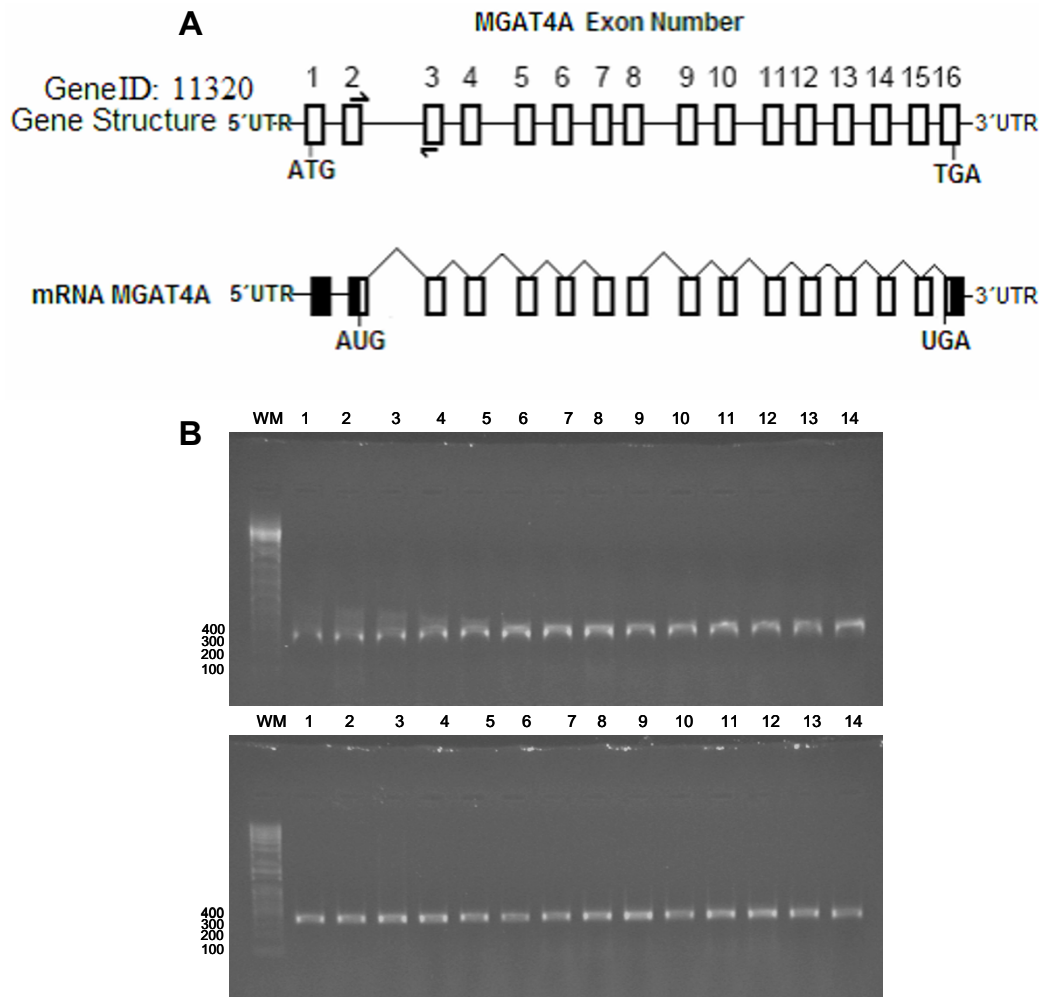 A
MGAT4A Exon Number
1 2 3 4 5 6 7 8 9 10 11 12 13 14 15 16
GeneID: 11320
Gene Structure 5´UTR 3´UTR
ATG TGA
mRNA MGAT4A 5´UTR 3´UTR
AUG UGA
B
WM 1 2 3 4 5 6 7 8 9 10 11 12 13 14
400
300
200
100
WM 1 2 3 4 5 6 7 8 9 10 11 12 13 14
400
300
200
100